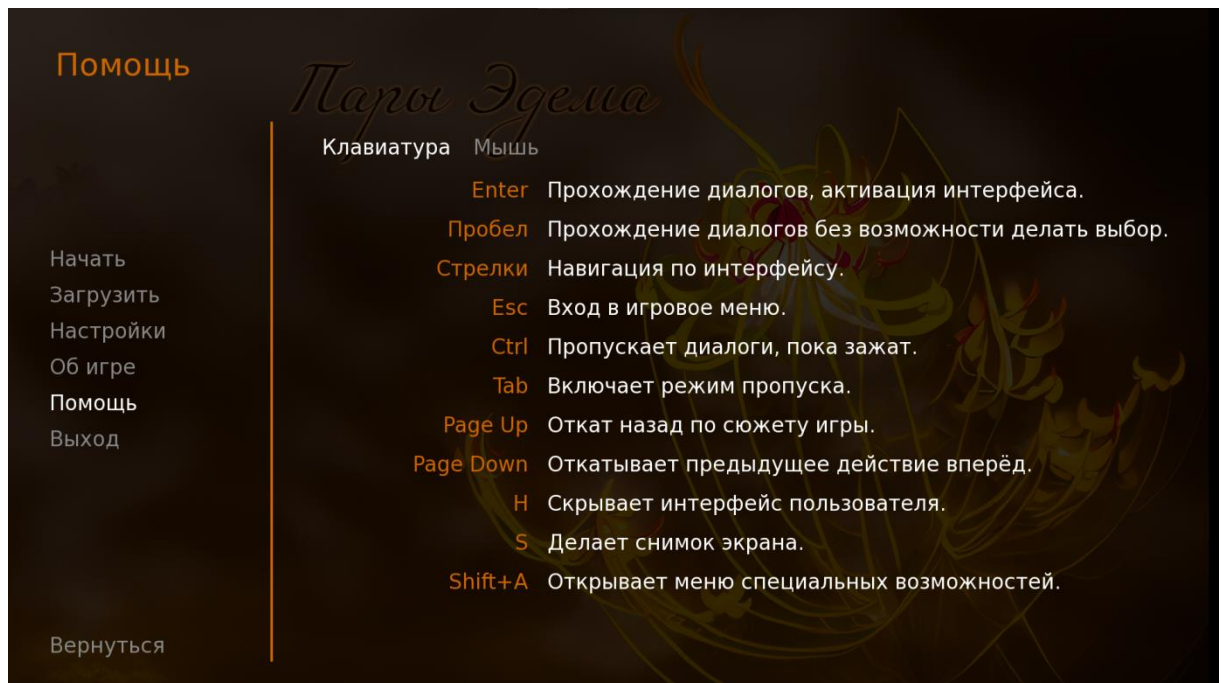 Помощь
Пары Эдема
Клавиатура Мышь
Enter Прохождение диалогов, активация интерфейса.
Пробел Прохождение диалогов без возможности делать выбор.
Стрелки Навигация по интерфейсу.
Esc Вход в игровое меню.
Ctrl Пропускает диалоги, пока зажат.
Tab Включает режим пропуска.
Page Up Откат назад по сюжету игры.
Page Down Откатывает предыдущее действие вперёд.
H Скрывает интерфейс пользователя.
S Делает снимок экрана.
Shift+A Открывает меню специальных возможностей.
Начать
Загрузить
Настройки
Об игре
Помощь
Выход
Вернуться